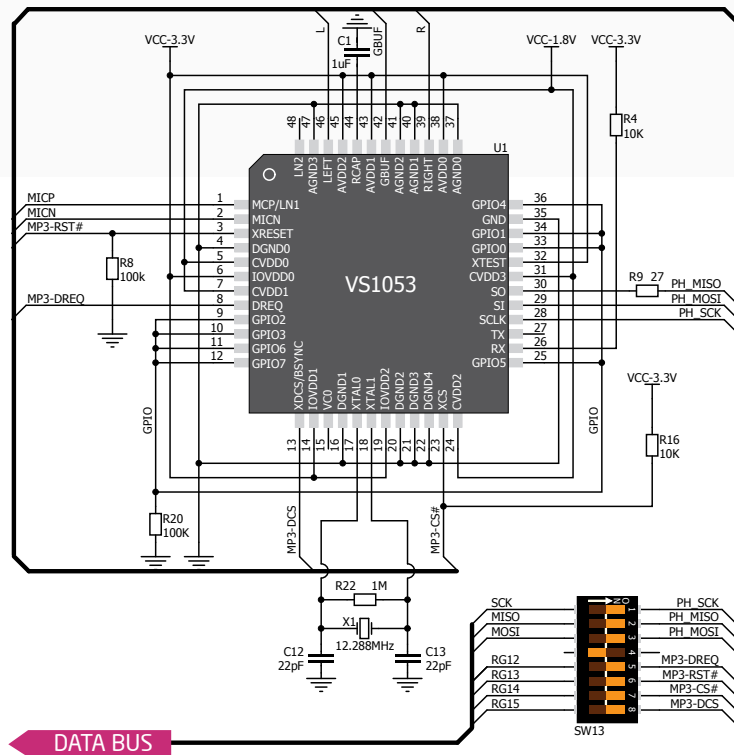 VCC-3.3V
L
C1
1uF
GBUF
R
VCC-1.8V
VCC-3.3V
R4
10K
48
47
46
45
44
43
42
41
40
39
38
37
U1
LN2
AGND3
LEFT
AVDD2
RCAP
AVDD1
GBUF
AGND2
AGND1
RIGHT
AVDD0
AGND0
MICP
1
MCP/LN1
GPIO4
36
MICN
2
MICN
GND
35
MP3-RST#
3
XRESET
GPIO1
34
4
DGND0
GPIO0
33
5
CVDD0
XTEST
32
6
IOVDD0
CVDD3
31
7
CVDD1
SO
30
R9 27
PH_MISO
MP3-DREQ
8
DREQ
SI
29
PH_MOSI
9
GPIO2
SCLK
28
PH_SCK
10
GPIO3
TX
27
11
GPIO6
RX
26
12
GPIO7
GPIO5
25
R8
100k
VS1053
XDCS/BSYNC
IOVDD1
VC0
DGND1
XTAL0
XTAL1
IOVDD2
DGND2
DGND3
DGND4
XCS
CVDD2
13
14
15
16
17
18
19
20
21
22
23
24
GPIO
GPIO
VCC-3.3V
R16
10K
R20
100K
MP3-DCS
MP3-CS#
R22 1M
X1
12.288MHz
C12
22pF
C13
22pF
SCK
MISO
MOSI
RG12
RG13
RG14
RG15
O
N
1
2
3
4
5
6
7
8
PH_SCK
PH_MISO
PH_MOSI
MP3-DREQ
MP3-RST#
MP3-CS#
MP3-DCS
SW13
DATA BUS